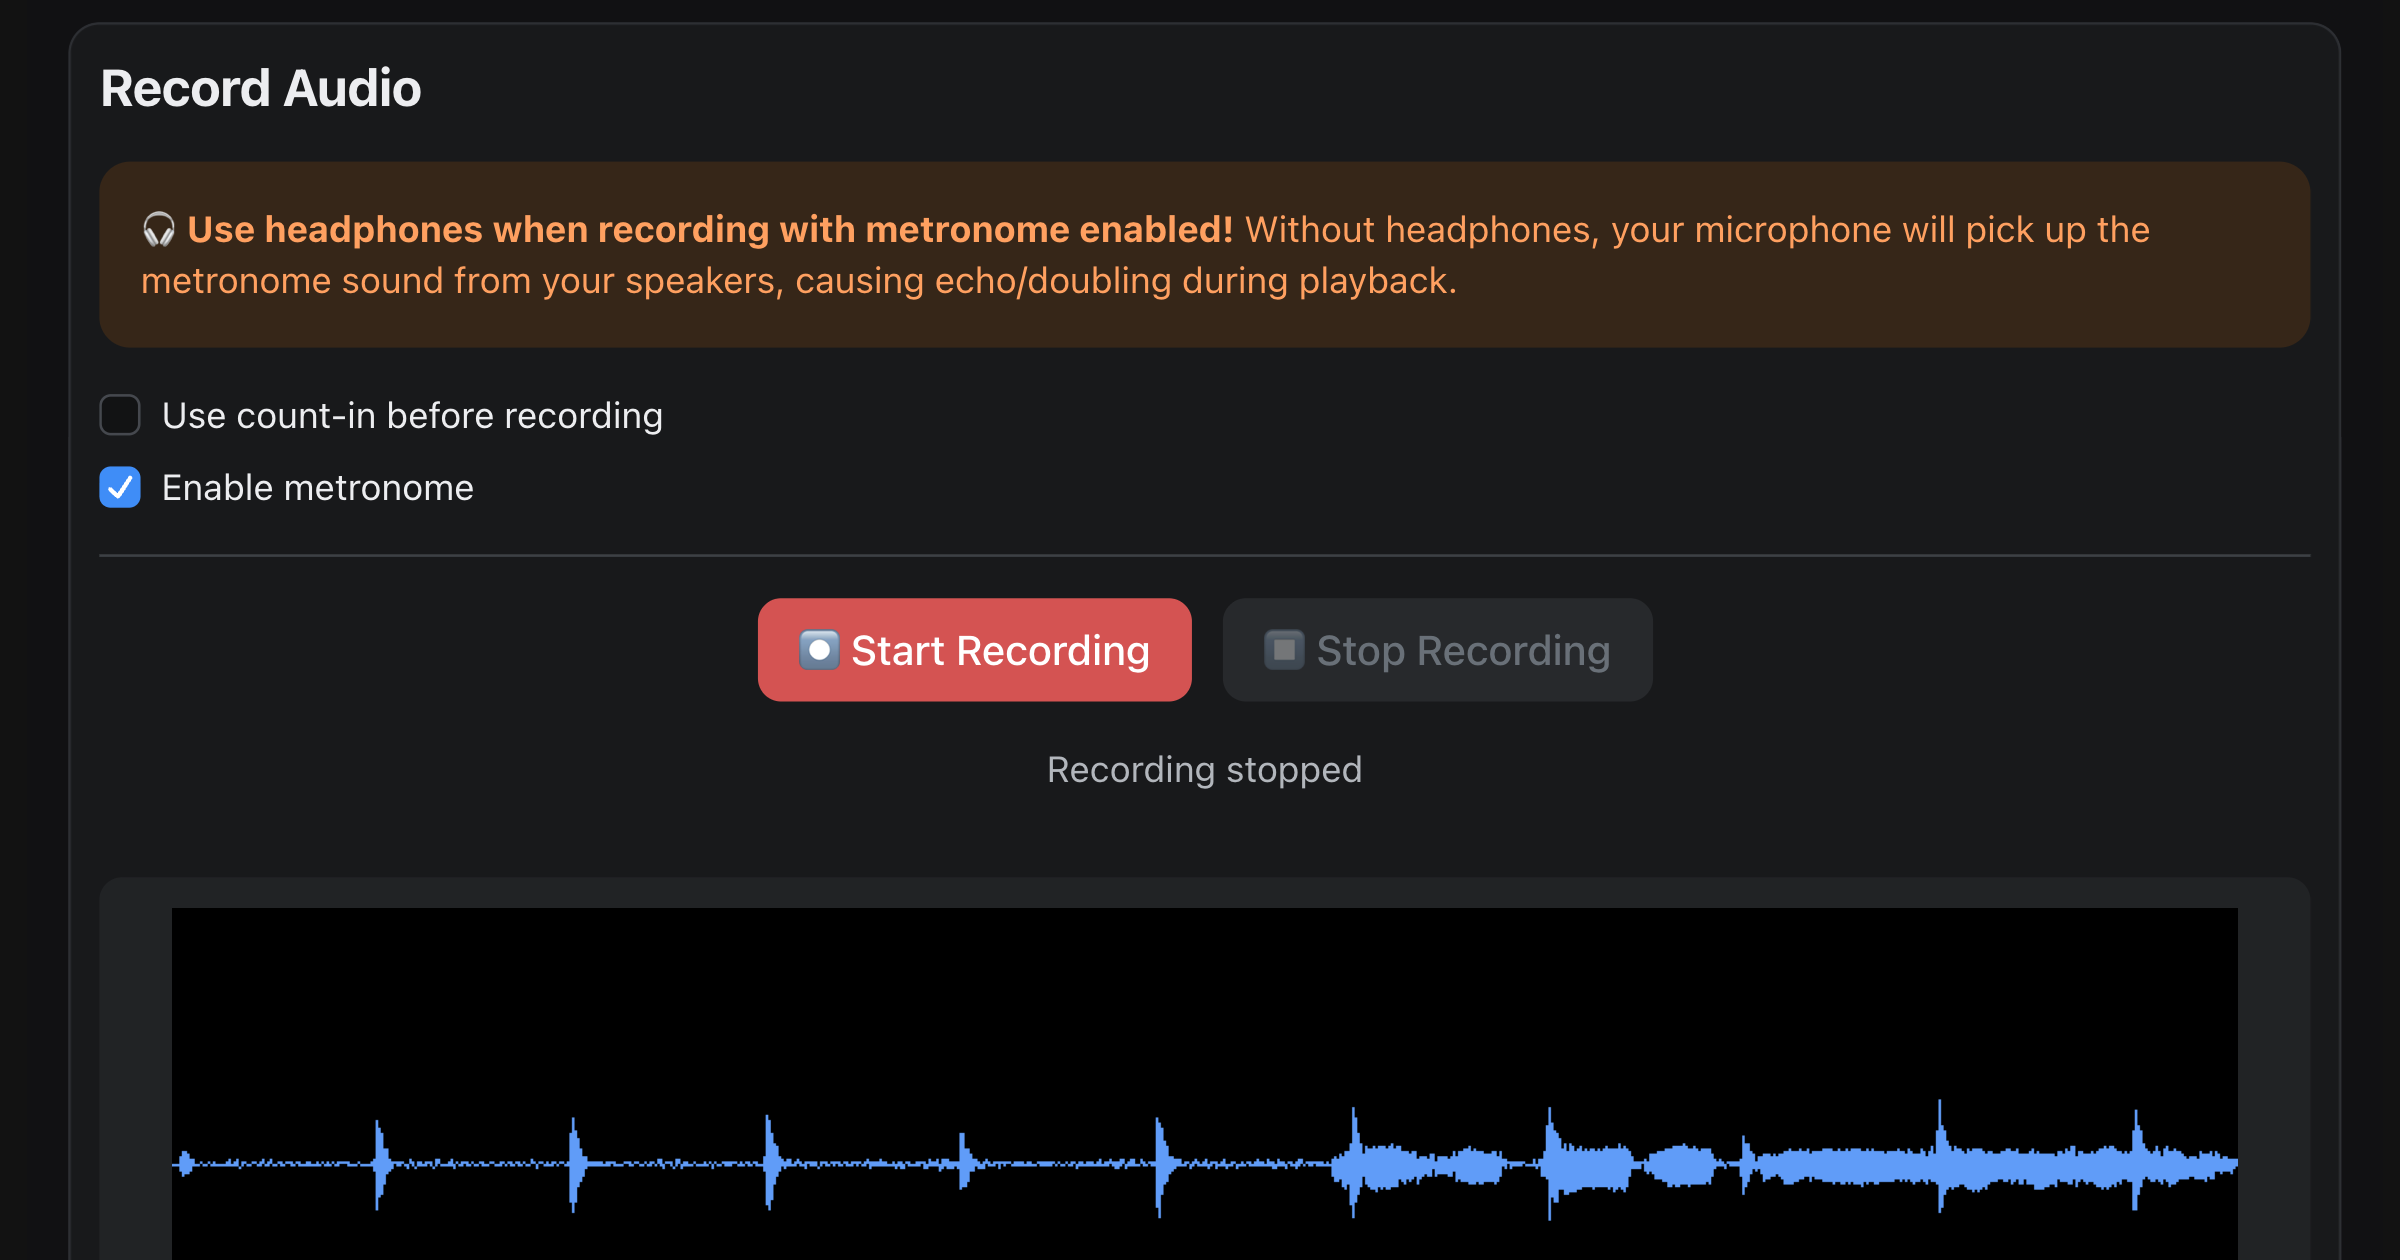 Record Audio
🎧 Use headphones when recording with metronome enabled! Without headphones, your microphone will pick up the
metronome sound from your speakers, causing echo/doubling during playback.
Use count-in before recording
Enable metronome
⏺️ Start Recording
⏹️ Stop Recording
Recording stopped